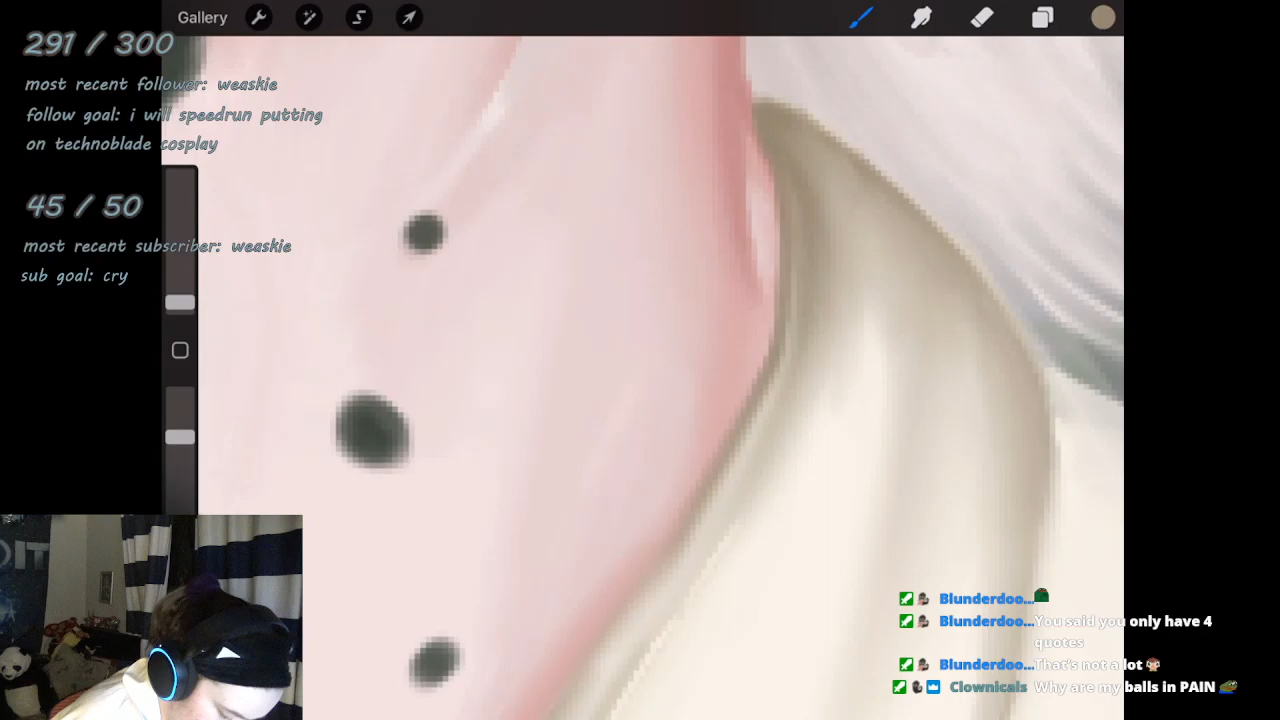 Gallery
291 / 300
most recent follower: weaskie
follow goal: i will speedrun putting
on technoblade cosplay
45 / 50
most recent subscriber: weaskie
sub goal: cry
Blunderdoo...
Blunderdoo... You said you only have 4
quotes
Blunderdoo... That's not a lot
Clownicals Why are my balls in PAIN